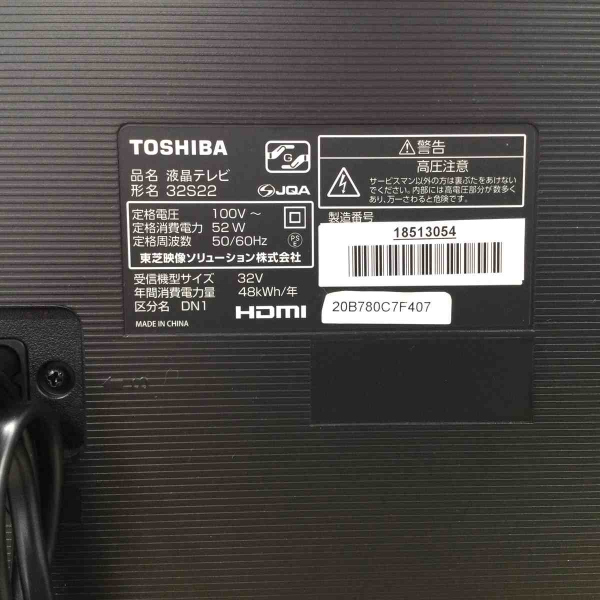 TOSHIBA
品名 液晶テレビ
形名 32S22
G
JQA
定格電圧 100V～
定格消費電力 52W
定格周波数 50/60Hz
PS
E
東芝映像ソリューション株式会社
受信機型サイズ 32V
年間消費電力量 48kWh/年
区分名 DN1
HDMI
MADE IN CHINA
警告
高圧注意
サービスマン以外の方は裏ぶたをあけないでください。内部には高電圧部分が数多く
あり、万一さわると危険です。
製造番号
18513054
20B780C7F407